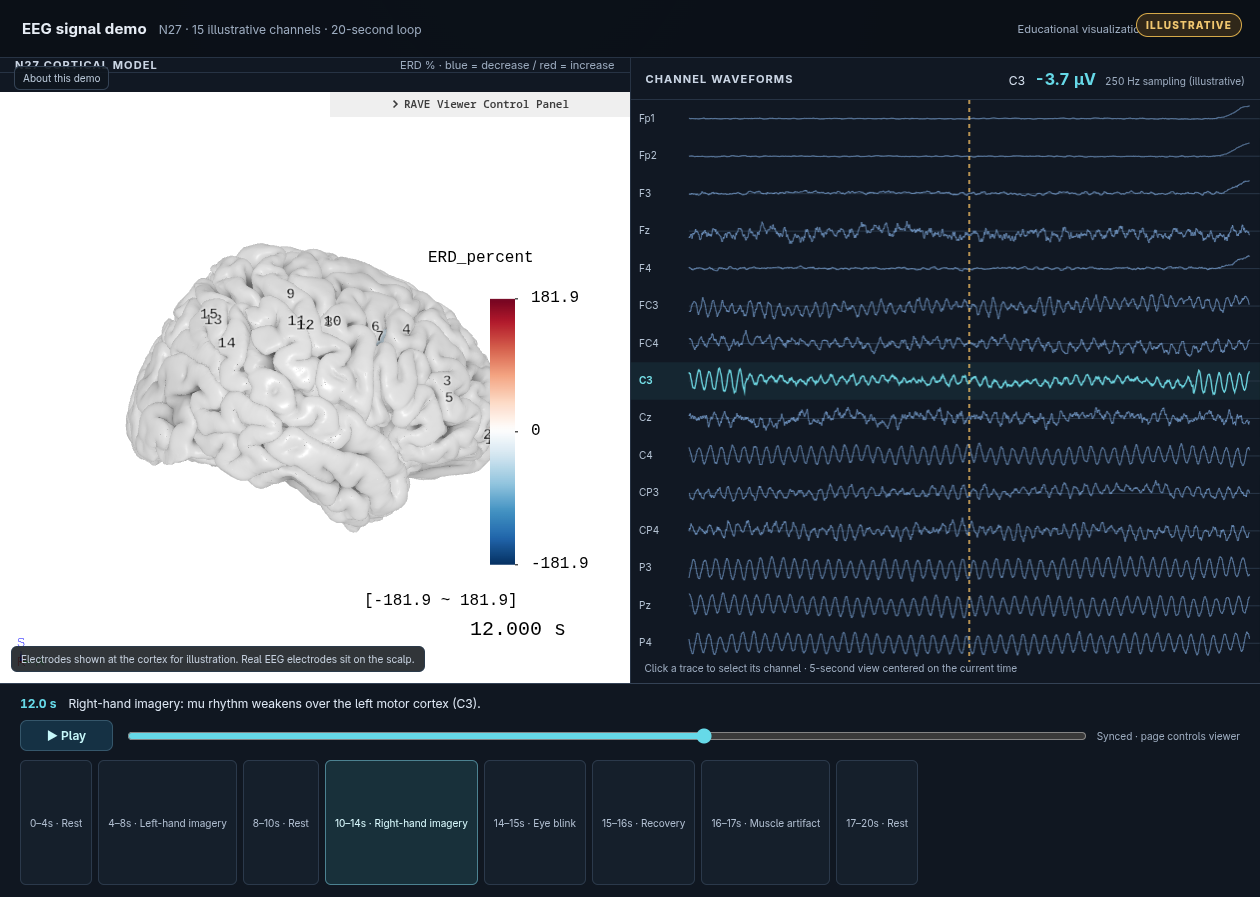 EEG signal demo
N27 · 15 illustrative channels · 20-second loop
Educational
ILLUSTRATIVE
N27 CORTICAL MODEL
ERD % · blue = decrease / red = increase
About this demo
RAVE Viewer Control Panel
ERD_percent
181.9
0
-181.9
[-181.9 ~ 181.9]
12.000 s
9
15
13
14
11
12
10
6
7
4
3
5
2
S
Electrodes shown at the cortex for illustration. Real EEG electrodes sit on the scalp.
CHANNEL WAVEFORMS
C3 -3.7 µV 250 Hz sampling (illustrative)
Fp1
Fp2
F3
Fz
F4
FC3
FC4
C3
Cz
C4
CP3
CP4
P3
Pz
P4
Click a trace to select its channel · 5-second view centered on the current time
12.0 s Right-hand imagery: mu rhythm weakens over the left motor cortex (C3).
Play
Synced · page controls viewer
0–4s · Rest
4–8s · Left-hand imagery
8–10s · Rest
10–14s · Right-hand imagery
14–15s · Eye blink
15–16s · Recovery
16–17s · Muscle artifact
17–20s · Rest